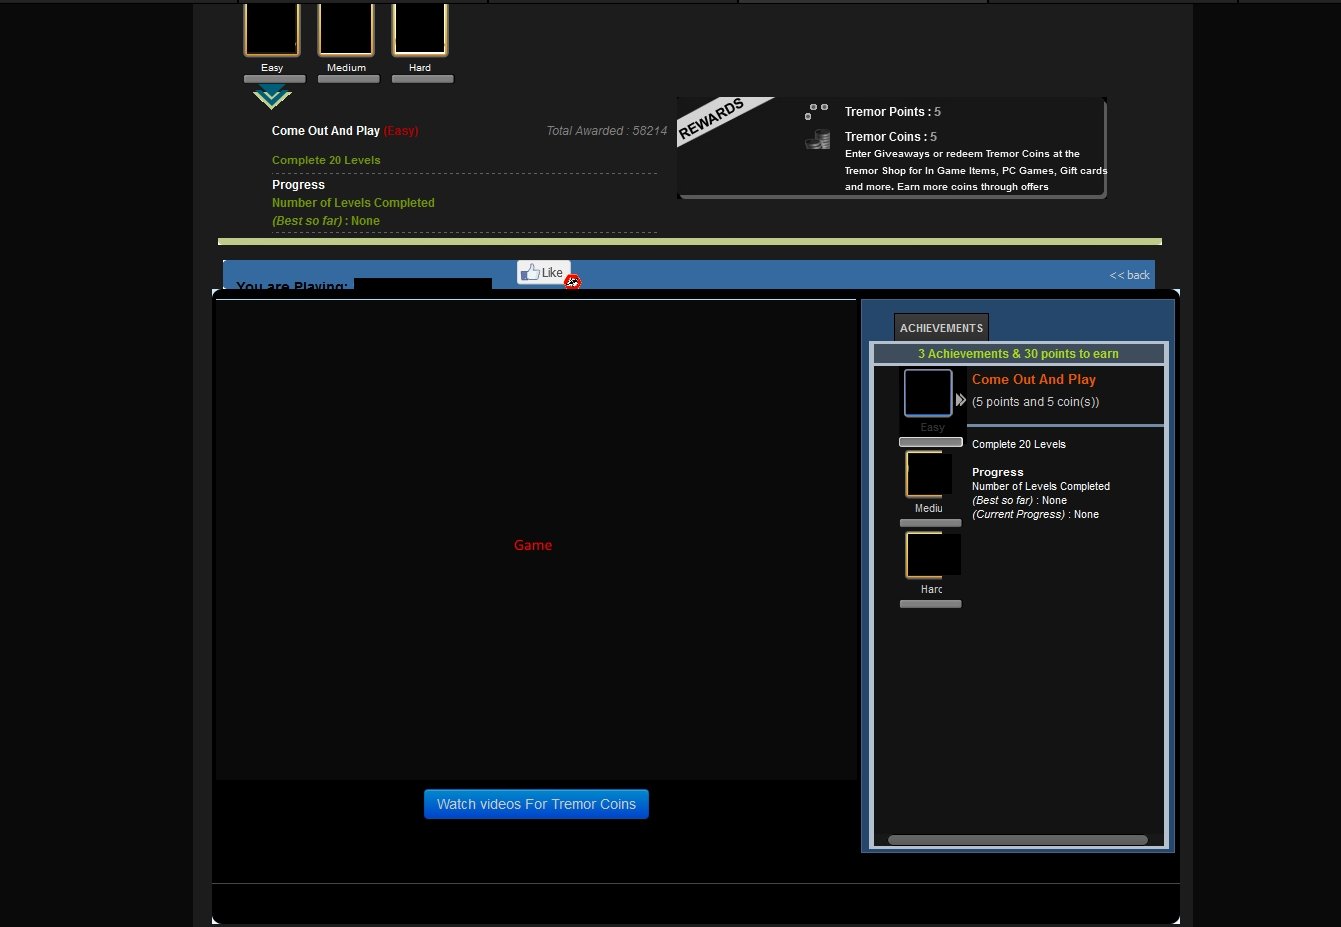 Easy Medium Hard
Come Out And Play (Easy) Total Awarded : 58214
Complete 20 Levels
Progress
Number of Levels Completed
(Best so far) : None
REWARDS
Tremor Points : 5
Tremor Coins : 5
Enter Giveaways or redeem Tremor Coins at the
Tremor Shop for In Game Items, PC Games, Gift cards
and more. Earn more coins through offers
You are Playing:
Like
<< back
Game
Watch videos For Tremor Coins
ACHIEVEMENTS
3 Achievements & 30 points to earn
Easy
Mediu
Harc
Come Out And Play
(5 points and 5 coin(s))
Complete 20 Levels
Progress
Number of Levels Completed
(Best so far) : None
(Current Progress) : None